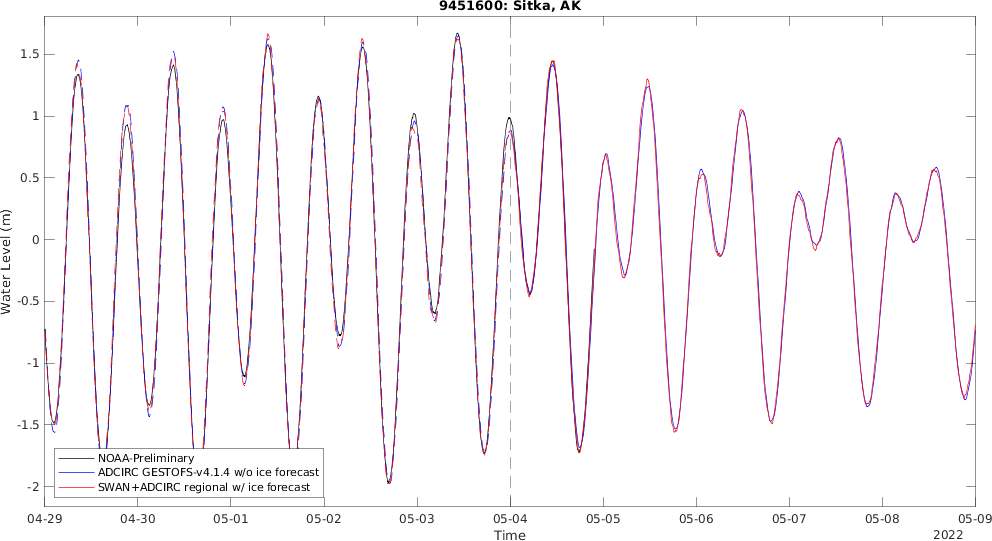 9451600: Sitka, AK
Water Level (m)
1.5
1
0.5
0
-0.5
-1
-1.5
-2
NOAA-Preliminary
ADCIRC GESTOFS-v4.1.4 w/o ice forecast
SWAN+ADCIRC regional w/ ice forecast
04-29 04-30 05-01 05-02 05-03 05-04 05-05 05-06 05-07 05-08 05-09
Time
2022